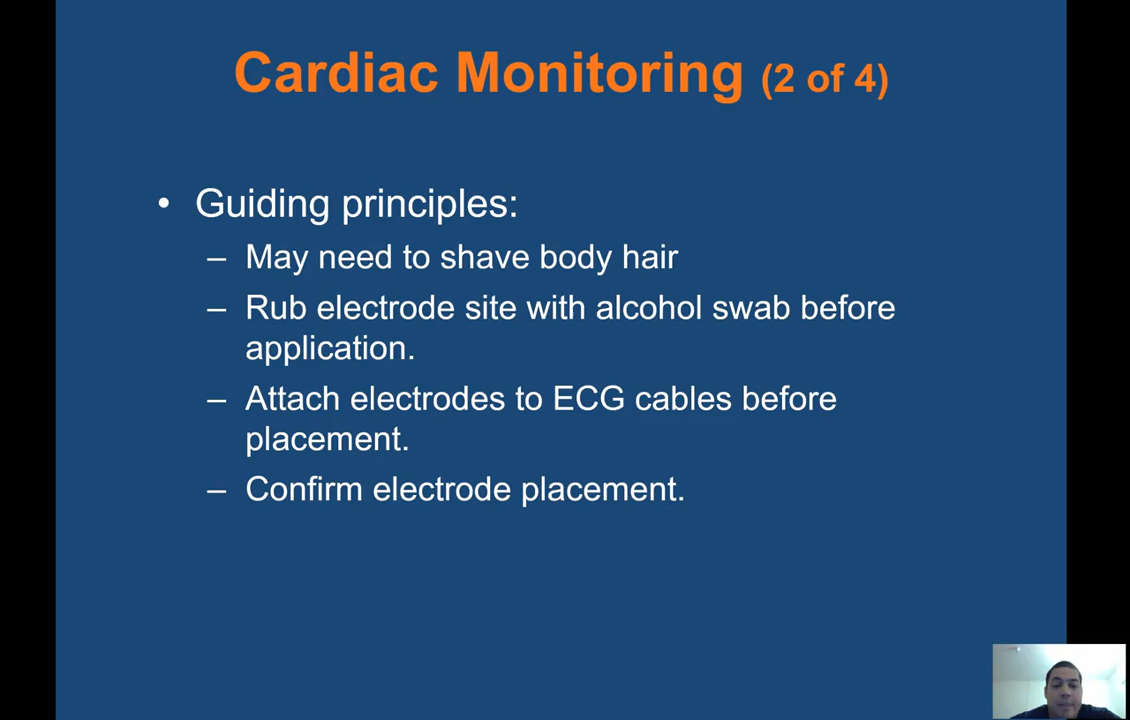 Cardiac Monitoring (2 of 4)
• Guiding principles:
– May need to shave body hair
– Rub electrode site with alcohol swab before
application.
– Attach electrodes to ECG cables before
placement.
– Confirm electrode placement.